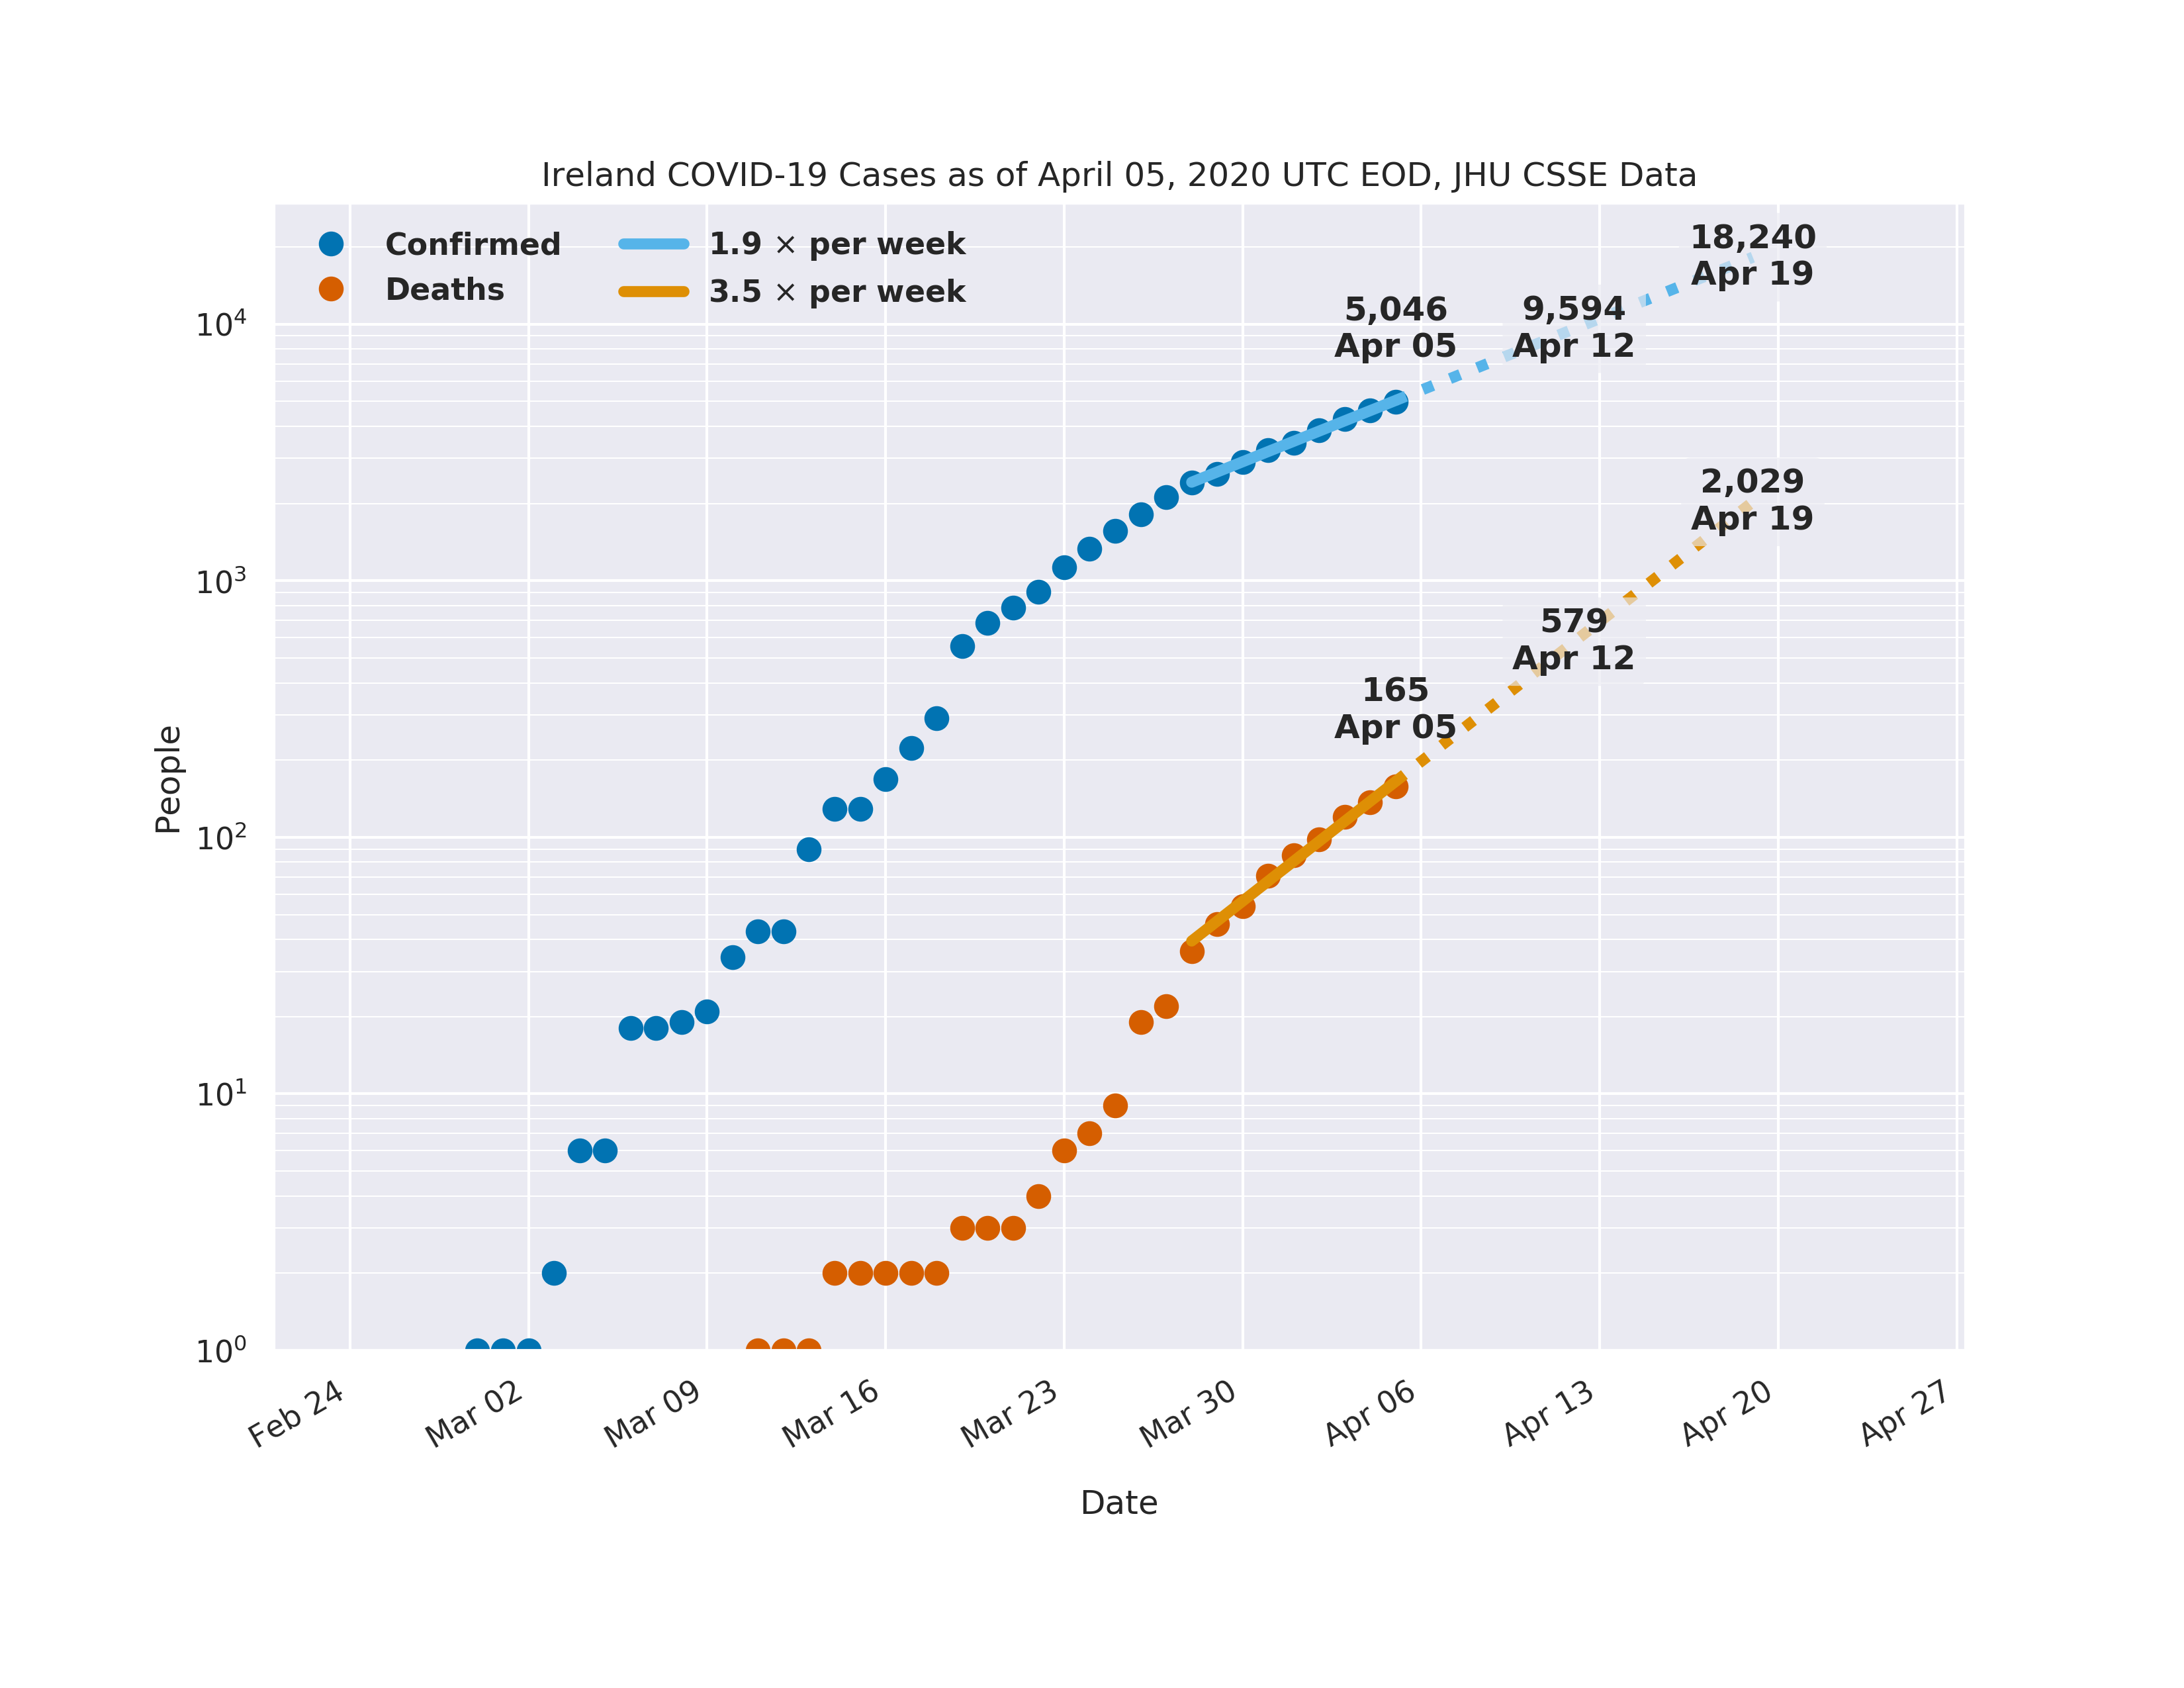 Ireland COVID-19 Cases as of April 05, 2020 UTC EOD, JHU CSSE Data
Confirmed
Deaths
1.9 × per week
3.5 × per week
18,240
Apr 19
5,046
Apr 05
9,594
Apr 12
2,029
Apr 19
579
Apr 12
165
Apr 05
People
10⁴
10³
10²
10¹
10⁰
Feb 24
Mar 02
Mar 09
Mar 16
Mar 23
Mar 30
Apr 06
Apr 13
Apr 20
Apr 27
Date